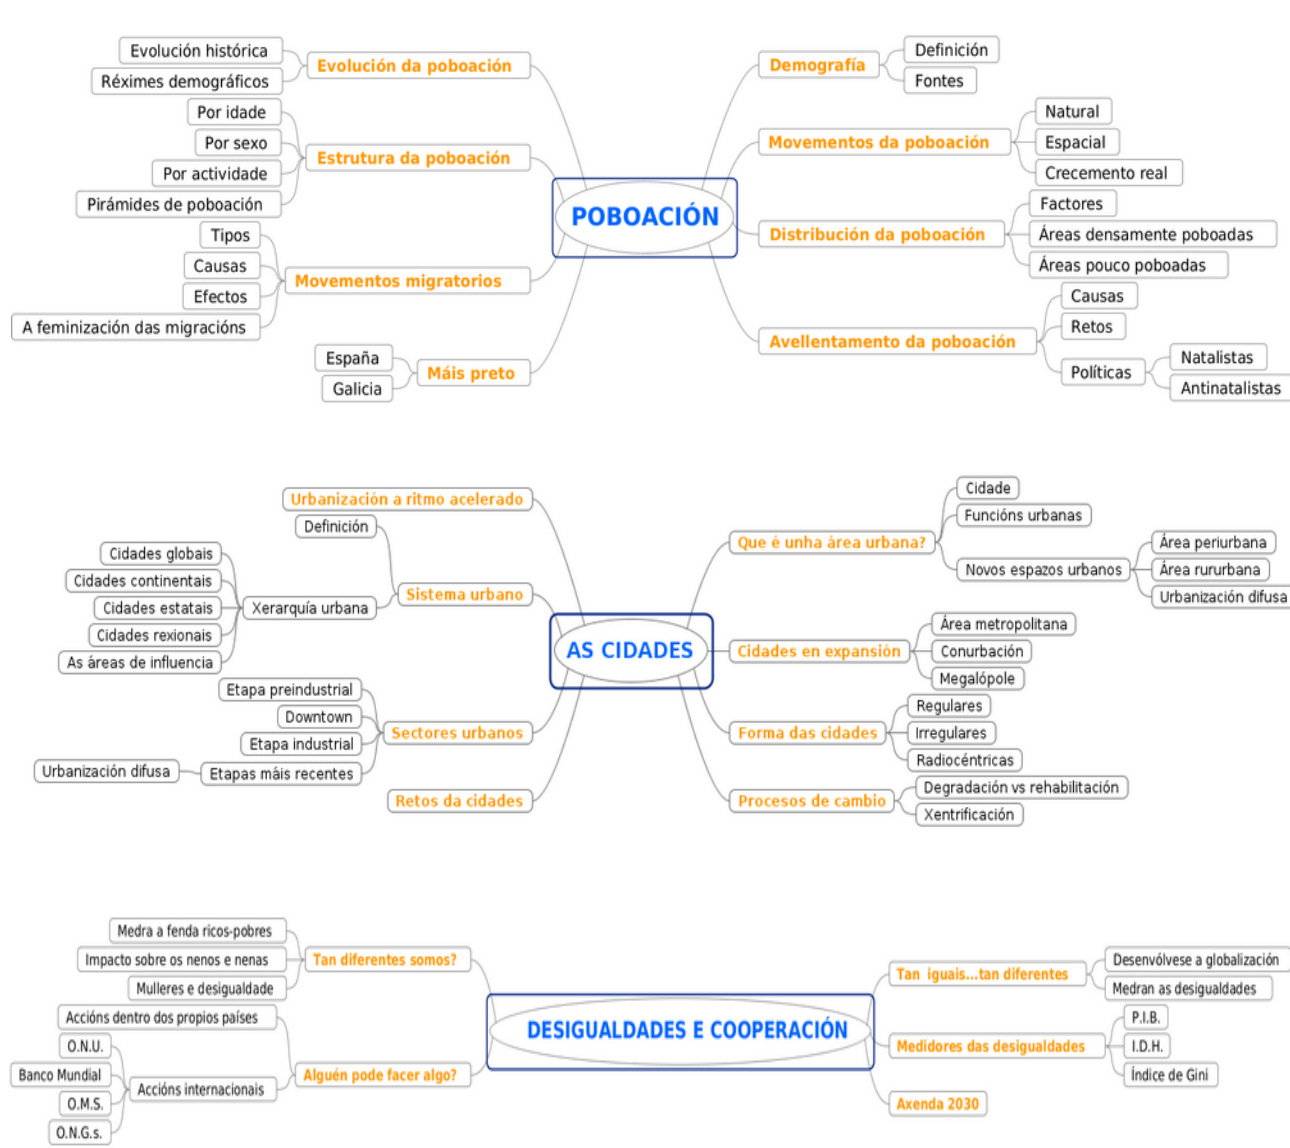 POBOACIÓN
Demografía
Definición
Fontes
Movementos da poboación
Natural
Espacial
Crecemento real
Distribución da poboación
Factores
Áreas densamente poboadas
Áreas pouco poboadas
Avellentamento da poboación
Causas
Retos
Políticas
Natalistas
Antinatalistas
Evolución da poboación
Evolución histórica
Réximes demográficos
Estrutura da poboación
Por idade
Por sexo
Por actividade
Pirámides de poboación
Movementos migratorios
Tipos
Causas
Efectos
A feminización das migracións
Máis preto
España
Galicia
AS CIDADES
Que é unha área urbana?
Cidade
Funcións urbanas
Novos espazos urbanos
Área periurbana
Área rururbana
Urbanización difusa
Cidades en expansión
Área metropolitana
Conurbación
Megalópole
Forma das cidades
Regulares
Irregulares
Radiocéntricas
Procesos de cambio
Degradación vs rehabilitación
Xentrificación
Urbanización a ritmo acelerado
Sistema urbano
Definición
Xerarquía urbana
Cidades globais
Cidades continentais
Cidades estatais
Cidades rexionais
As áreas de influencia
Sectores urbanos
Etapa preindustrial
Downtown
Etapa industrial
Etapas máis recentes
Urbanización difusa
Retos da cidades
DESIGUALDADES E COOPERACIÓN
Tan iguais...tan diferentes
Desenvólvese a globalización
Medran as desigualdades
Medidores das desigualdades
P.I.B.
I.D.H.
Índice de Gini
Axenda 2030
Tan diferentes somos?
Medra a fenda ricos-pobres
Impacto sobre os nenos e nenas
Mulleres e desigualdade
Alguén pode facer algo?
Accións dentro dos propios países
Accións internacionais
O.N.U.
Banco Mundial
O.M.S.
O.N.G.s.